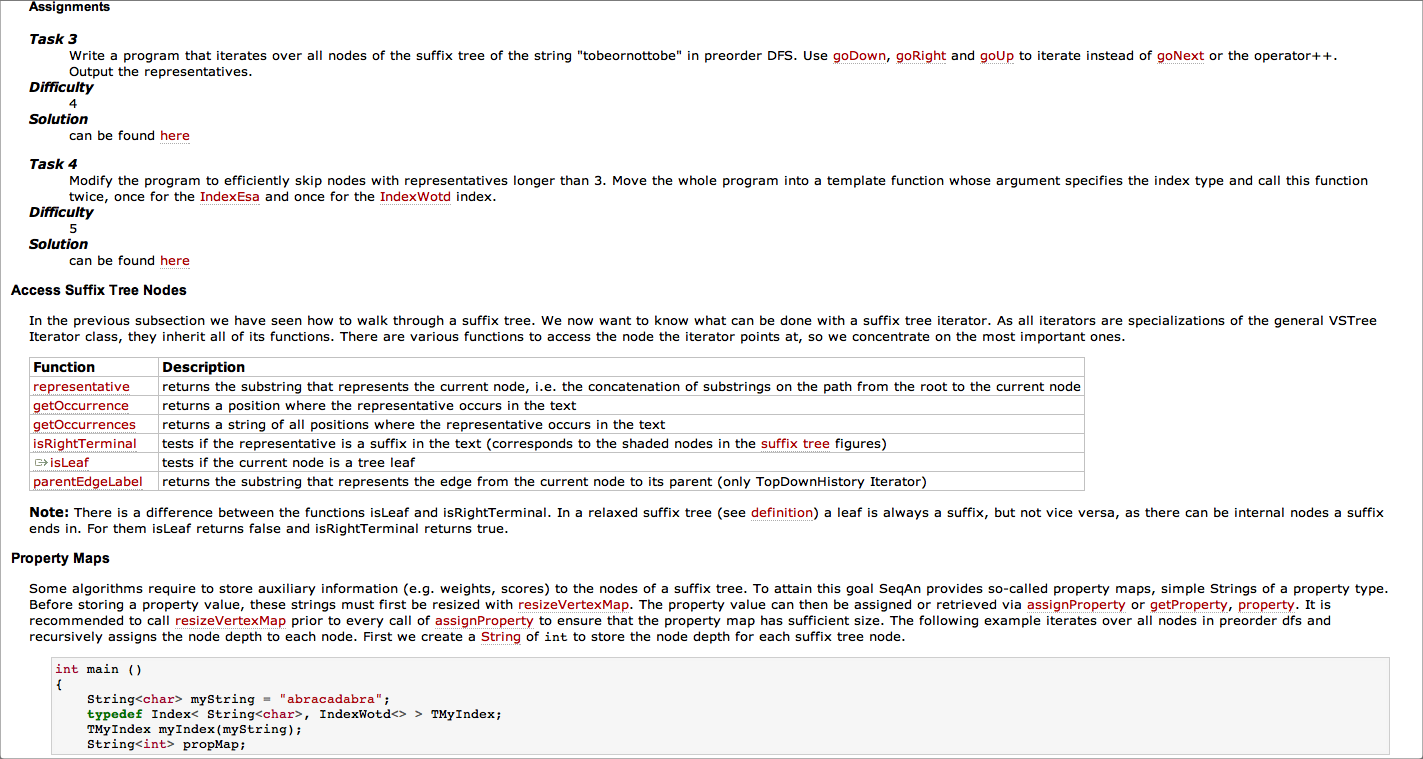 Assignments
Task 3
Write a program that iterates over all nodes of the suffix tree of the string "tobeornottobe" in preorder DFS. Use goDown, goRight and goUp to iterate instead of goNext or the operator++.
Output the representatives.
Difficulty
4
Solution
can be found here
Task 4
Modify the program to efficiently skip nodes with representatives longer than 3. Move the whole program into a template function whose argument specifies the index type and call this function
twice, once for the IndexEsa and once for the IndexWotd index.
Difficulty
5
Solution
can be found here
Access Suffix Tree Nodes
In the previous subsection we have seen how to walk through a suffix tree. We now want to know what can be done with a suffix tree iterator. As all iterators are specializations of the general VSTree
Iterator class, they inherit all of its functions. There are various functions to access the node the iterator points at, so we concentrate on the most important ones.
Function Description
representative returns the substring that represents the current node, i.e. the concatenation of substrings on the path from the root to the current node
getOccurrence returns a position where the representative occurs in the text
getOccurrences returns a string of all positions where the representative occurs in the text
isRightTerminal tests if the representative is a suffix in the text (corresponds to the shaded nodes in the suffix tree figures)
isLeaf tests if the current node is a tree leaf
parentEdgeLabel returns the substring that represents the edge from the current node to its parent (only TopDownHistory Iterator)
Note: There is a difference between the functions isLeaf and isRightTerminal. In a relaxed suffix tree (see definition) a leaf is always a suffix, but not vice versa, as there can be internal nodes a suffix
ends in. For them isLeaf returns false and isRightTerminal returns true.
Property Maps
Some algorithms require to store auxiliary information (e.g. weights, scores) to the nodes of a suffix tree. To attain this goal SeqAn provides so-called property maps, simple Strings of a property type.
Before storing a property value, these strings must first be resized with resizeVertexMap. The property value can then be assigned or retrieved via assignProperty or getProperty, property. It is
recommended to call resizeVertexMap prior to every call of assignProperty to ensure that the property map has sufficient size. The following example iterates over all nodes in preorder dfs and
recursively assigns the node depth to each node. First we create a String of int to store the node depth for each suffix tree node.
int main ()
{
    String<char> myString = "abracadabra";
    typedef Index< String<char>, IndexWotd<> > TMyIndex;
    TMyIndex myIndex(myString);
    String<int> propMap;